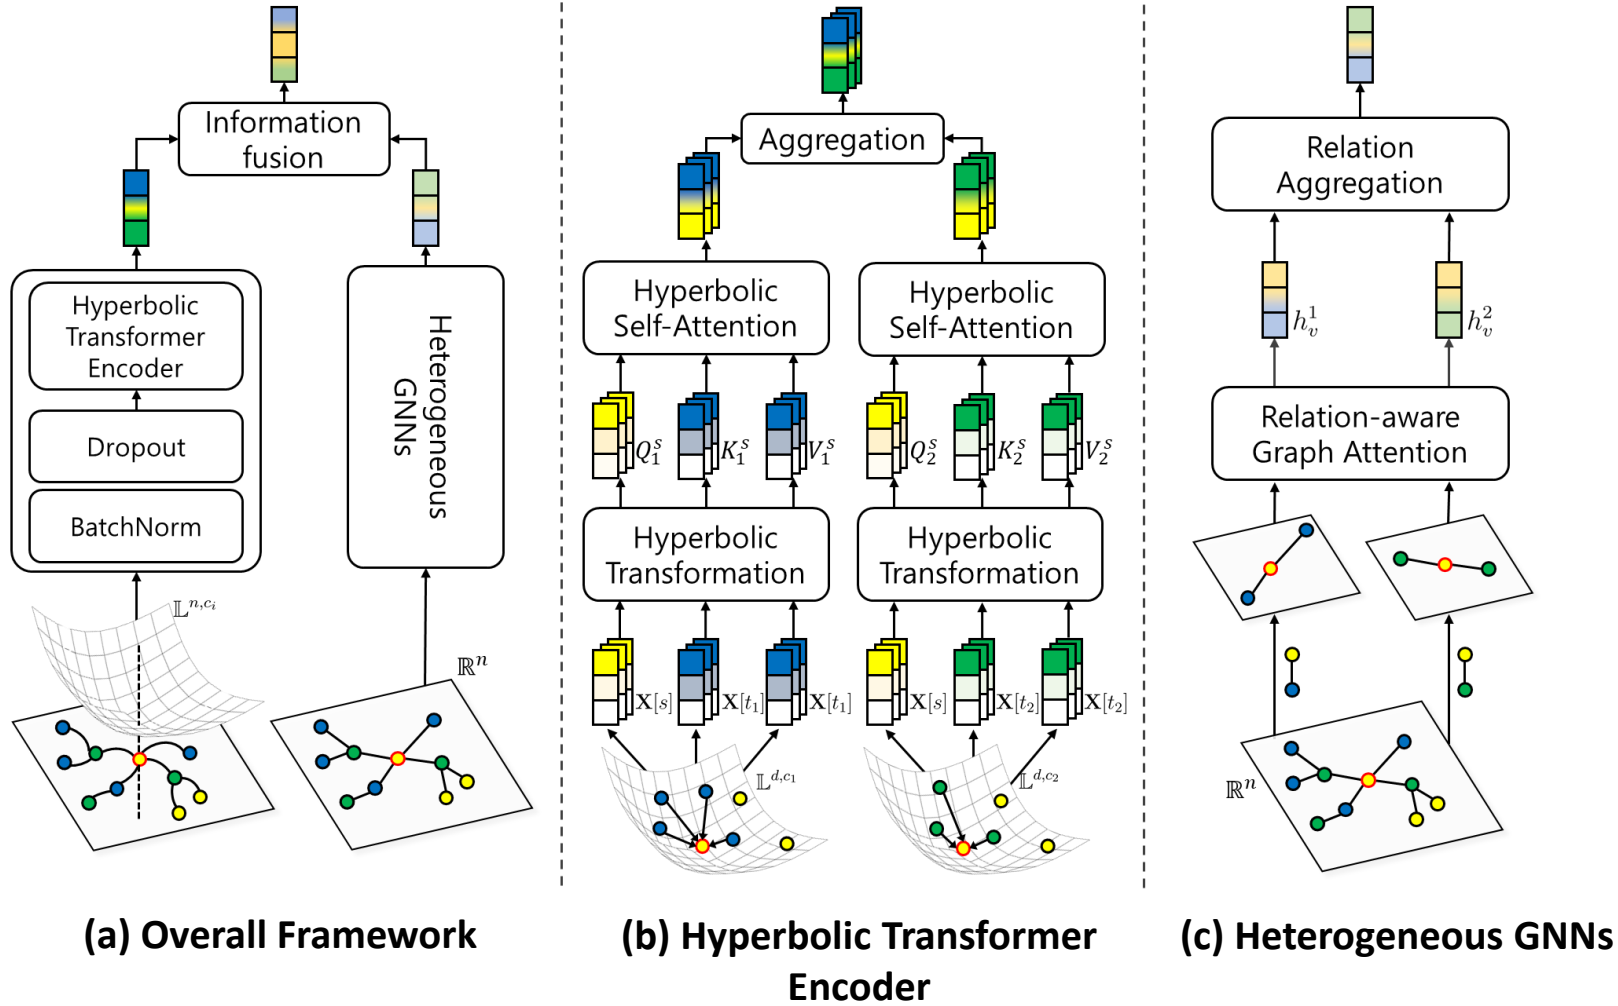 Information
fusion
Hyperbolic
Transformer
Encoder
Dropout
BatchNorm
Heterogeneous
GNNs
𝕃^{n,c_i}
ℝ^n
(a) Overall Framework
Aggregation
Hyperbolic
Self-Attention
Hyperbolic
Self-Attention
Q_1^s K_1^s V_1^s Q_2^s K_2^s V_2^s
Hyperbolic
Transformation
Hyperbolic
Transformation
X[s] X[t_1] X[t_1] X[s] X[t_2] X[t_2]
𝕃^{d,c_1} 𝕃^{d,c_2}
(b) Hyperbolic Transformer
Encoder
Relation
Aggregation
h_v^1 h_v^2
Relation-aware
Graph Attention
ℝ^n
(c) Heterogeneous GNNs